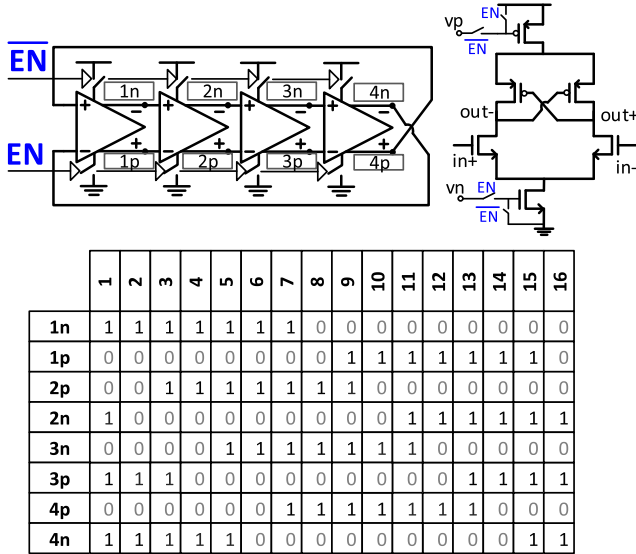 E̅N̅
1n 2n 3n 4n
+ − + − + − + −
− + − + − + − +
EN
1p 2p 3p 4p
EN
vp
E̅N̅
out- out+
in+ in-
vn EN
E̅N̅
1 2 3 4 5 6 7 8 9 10 11 12 13 14 15 16
1n 1 1 1 1 1 1 1 0 0 0 0 0 0 0 0 0
1p 0 0 0 0 0 0 0 0 1 1 1 1 1 1 1 0
2p 0 0 1 1 1 1 1 1 1 0 0 0 0 0 0 0
2n 1 0 0 0 0 0 0 0 0 0 1 1 1 1 1 1
3n 0 0 0 0 1 1 1 1 1 1 1 0 0 0 0 0
3p 1 1 1 0 0 0 0 0 0 0 0 0 1 1 1 1
4p 0 0 0 0 0 0 1 1 1 1 1 1 1 0 0 0
4n 1 1 1 1 1 0 0 0 0 0 0 0 0 0 1 1